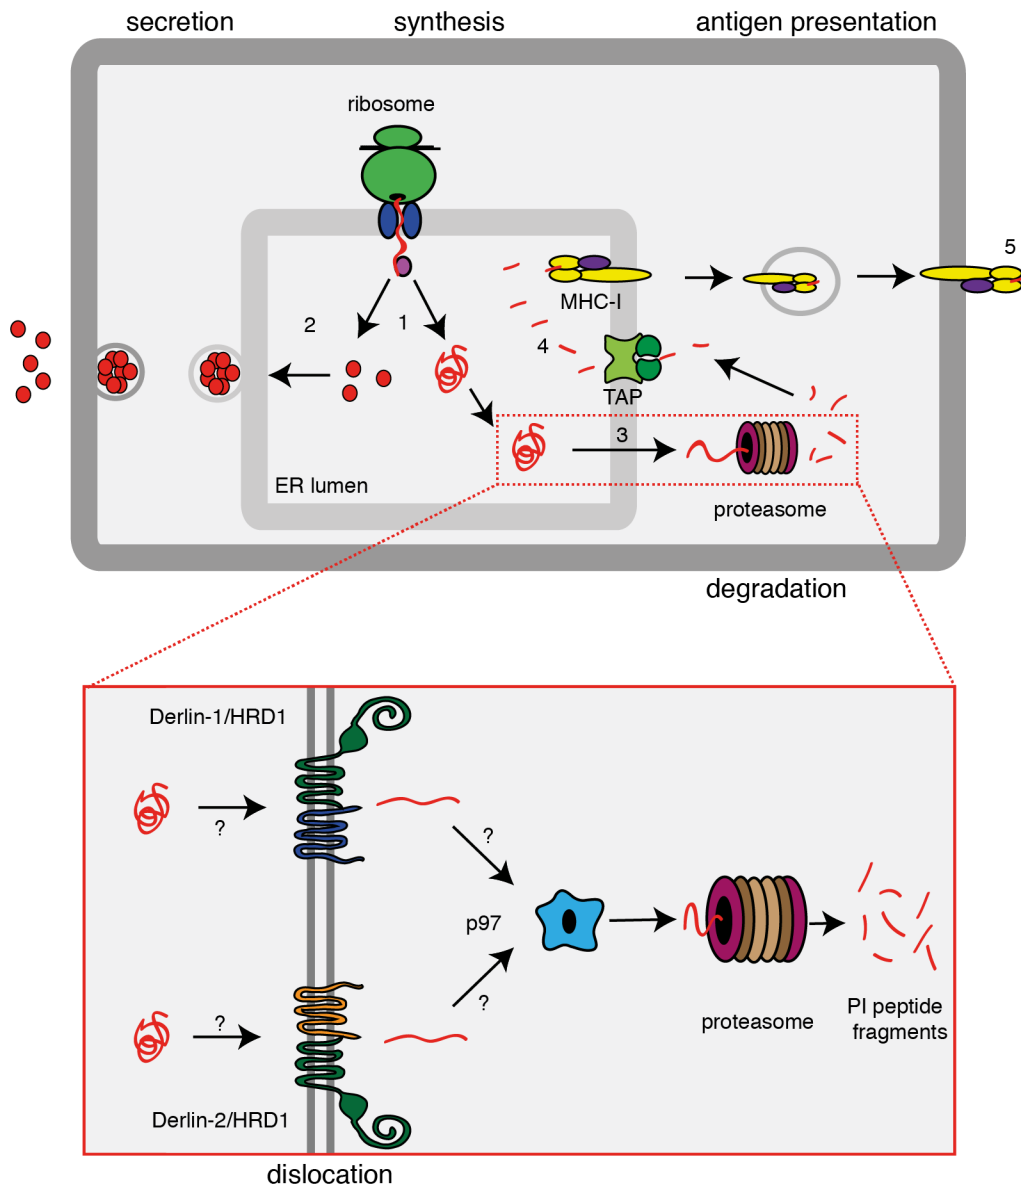 secretion
synthesis
antigen presentation
ribosome
5
MHC-I
2
1
4
TAP
3
ER lumen
proteasome
degradation
Derlin-1/HRD1
?
?
p97
?
?
proteasome
PI peptide
fragments
Derlin-2/HRD1
dislocation